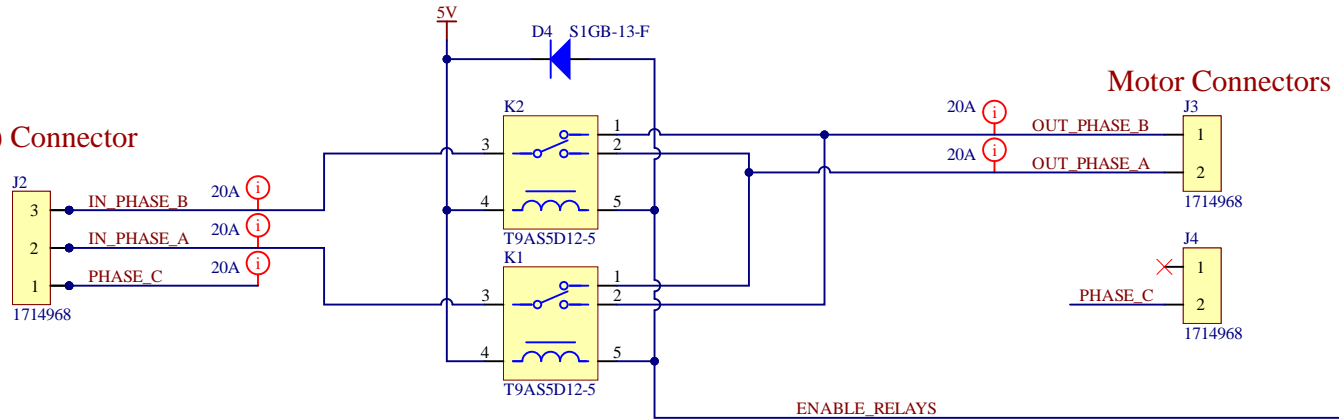 5V
D4 S1GB-13-F
Motor Connectors
) Connector
K2
1
3
2
4
5
T9AS5D12-5
K1
1
3
2
4
5
T9AS5D12-5
J2
3
IN_PHASE_B
20A
i
2
IN_PHASE_A
20A
i
1
PHASE_C
20A
i
1714968
20A
i
OUT_PHASE_B
20A
i
OUT_PHASE_A
J3
1
2
1714968
J4
1
PHASE_C
2
1714968
ENABLE_RELAYS